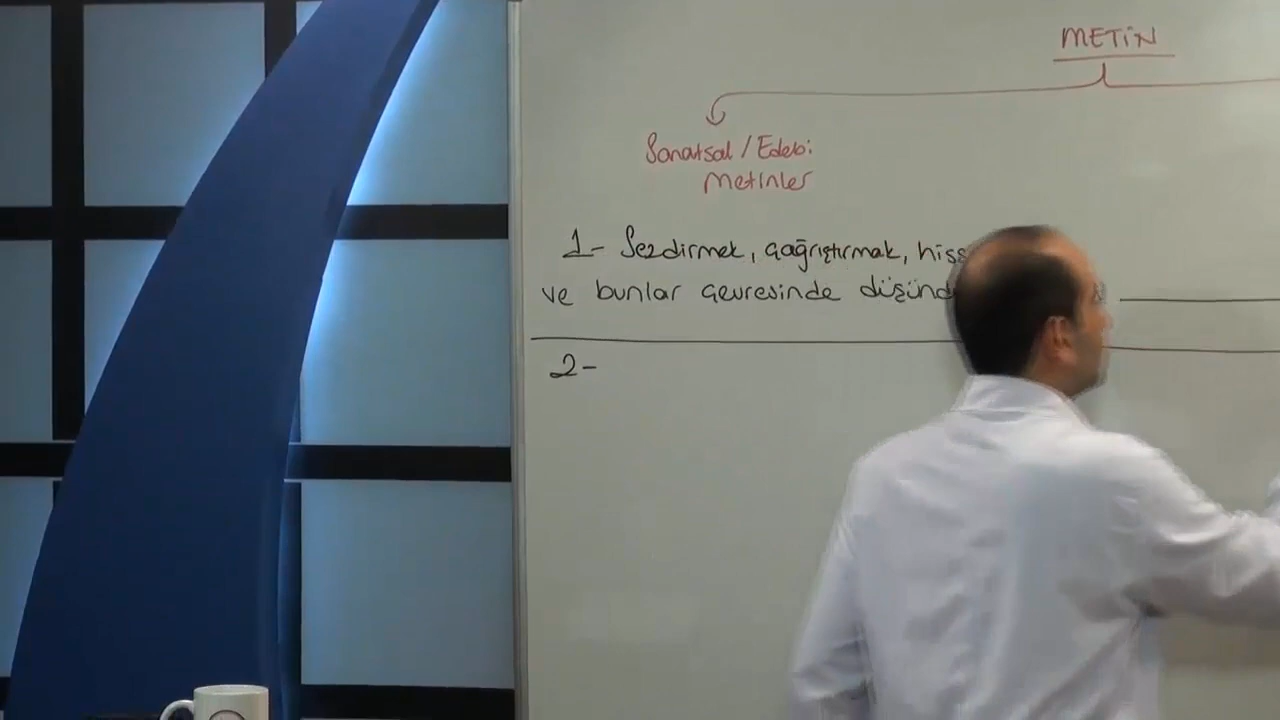 METİN
Sanatsal / Edebi
Metinler
1- Sezdirmek, çağrıştırmak,
ve bunlar çevresinde
2-